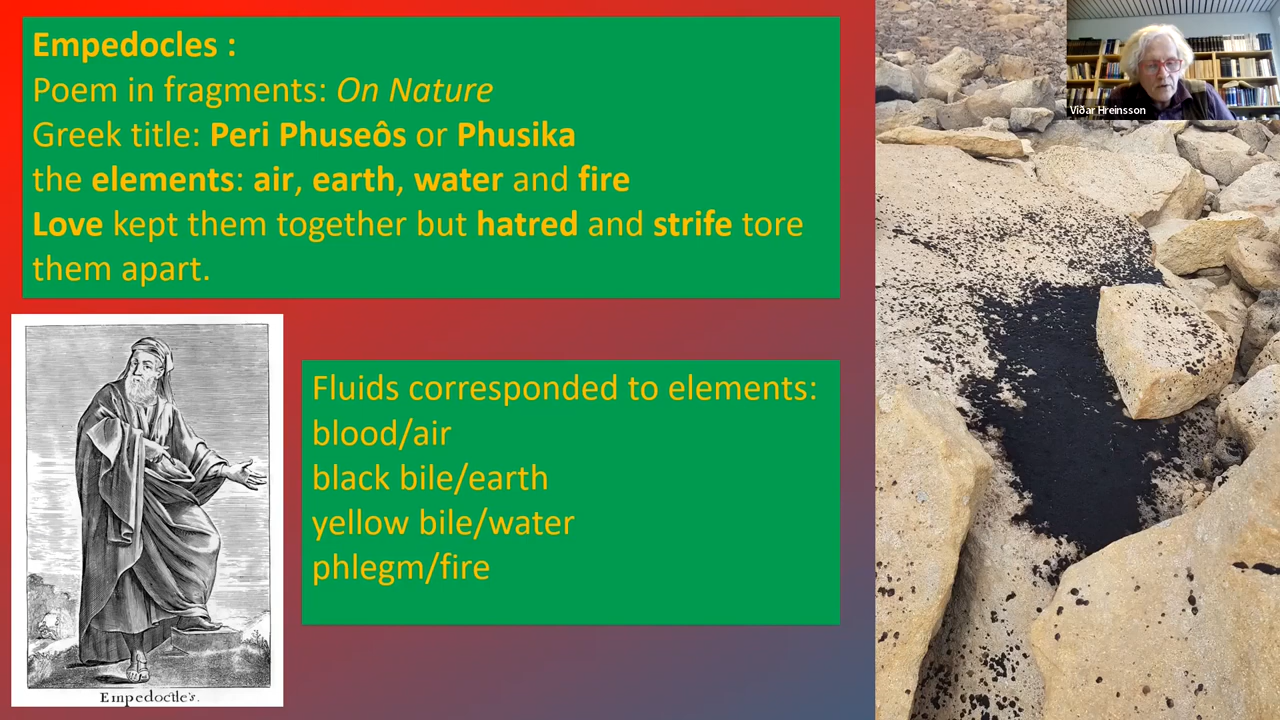 Empedocles :
Poem in fragments: On Nature
Greek title: Peri Phuseôs or Phusika
the elements: air, earth, water and fire
Love kept them together but hatred and strife tore
them apart.
Fluids corresponded to elements:
blood/air
black bile/earth
yellow bile/water
phlegm/fire
Empedocles.
Viðar Hreinsson